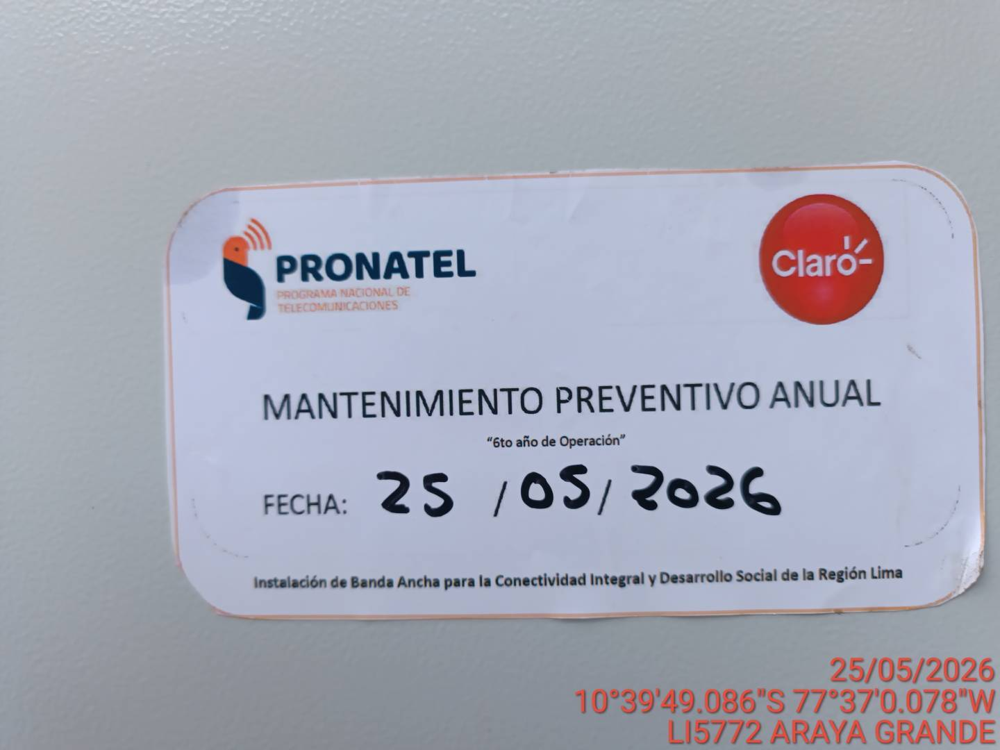 PRONATEL
PROGRAMA NACIONAL DE
TELECOMUNICACIONES
Claro
MANTENIMIENTO PREVENTIVO ANUAL
“6to año de Operación”
FECHA: 25 / 05 / 2026
Instalación de Banda Ancha para la Conectividad Integral y Desarrollo Social de la Región Lima
25/05/2026
10°39'49.086"S 77°37'0.078"W
LI5772 ARAYA GRANDE